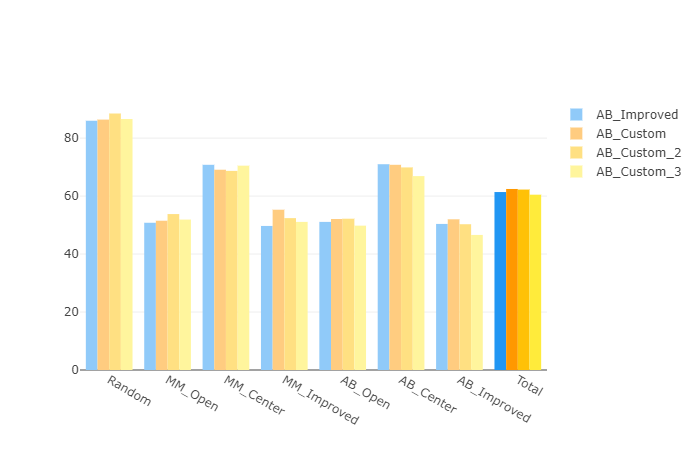 AB_Improved
AB_Custom
AB_Custom_2
AB_Custom_3
80
60
40
20
0
Random
MM_Open
MM_Center
MM_Improved
AB_Open
AB_Center
AB_Improved
Total